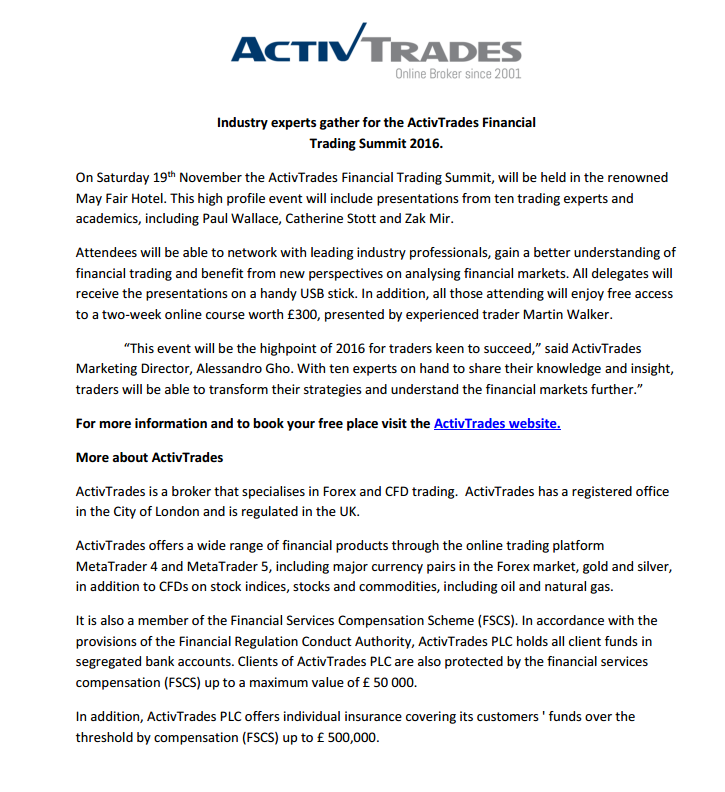 ACTIVTRADES
Online Broker since 2001
Industry experts gather for the ActivTrades Financial
Trading Summit 2016.
On Saturday 19th November the ActivTrades Financial Trading Summit, will be held in the renowned
May Fair Hotel. This high profile event will include presentations from ten trading experts and
academics, including Paul Wallace, Catherine Stott and Zak Mir.
Attendees will be able to network with leading industry professionals, gain a better understanding of
financial trading and benefit from new perspectives on analysing financial markets. All delegates will
receive the presentations on a handy USB stick. In addition, all those attending will enjoy free access
to a two-week online course worth £300, presented by experienced trader Martin Walker.
“This event will be the highpoint of 2016 for traders keen to succeed,” said ActivTrades
Marketing Director, Alessandro Gho. With ten experts on hand to share their knowledge and insight,
traders will be able to transform their strategies and understand the financial markets further.”
For more information and to book your free place visit the ActivTrades website.
More about ActivTrades
ActivTrades is a broker that specialises in Forex and CFD trading.  ActivTrades has a registered office
in the City of London and is regulated in the UK.
ActivTrades offers a wide range of financial products through the online trading platform
MetaTrader 4 and MetaTrader 5, including major currency pairs in the Forex market, gold and silver,
in addition to CFDs on stock indices, stocks and commodities, including oil and natural gas.
It is also a member of the Financial Services Compensation Scheme (FSCS). In accordance with the
provisions of the Financial Regulation Conduct Authority, ActivTrades PLC holds all client funds in
segregated bank accounts. Clients of ActivTrades PLC are also protected by the financial services
compensation (FSCS) up to a maximum value of £ 50 000.
In addition, ActivTrades PLC offers individual insurance covering its customers ' funds over the
threshold by compensation (FSCS) up to £ 500,000.